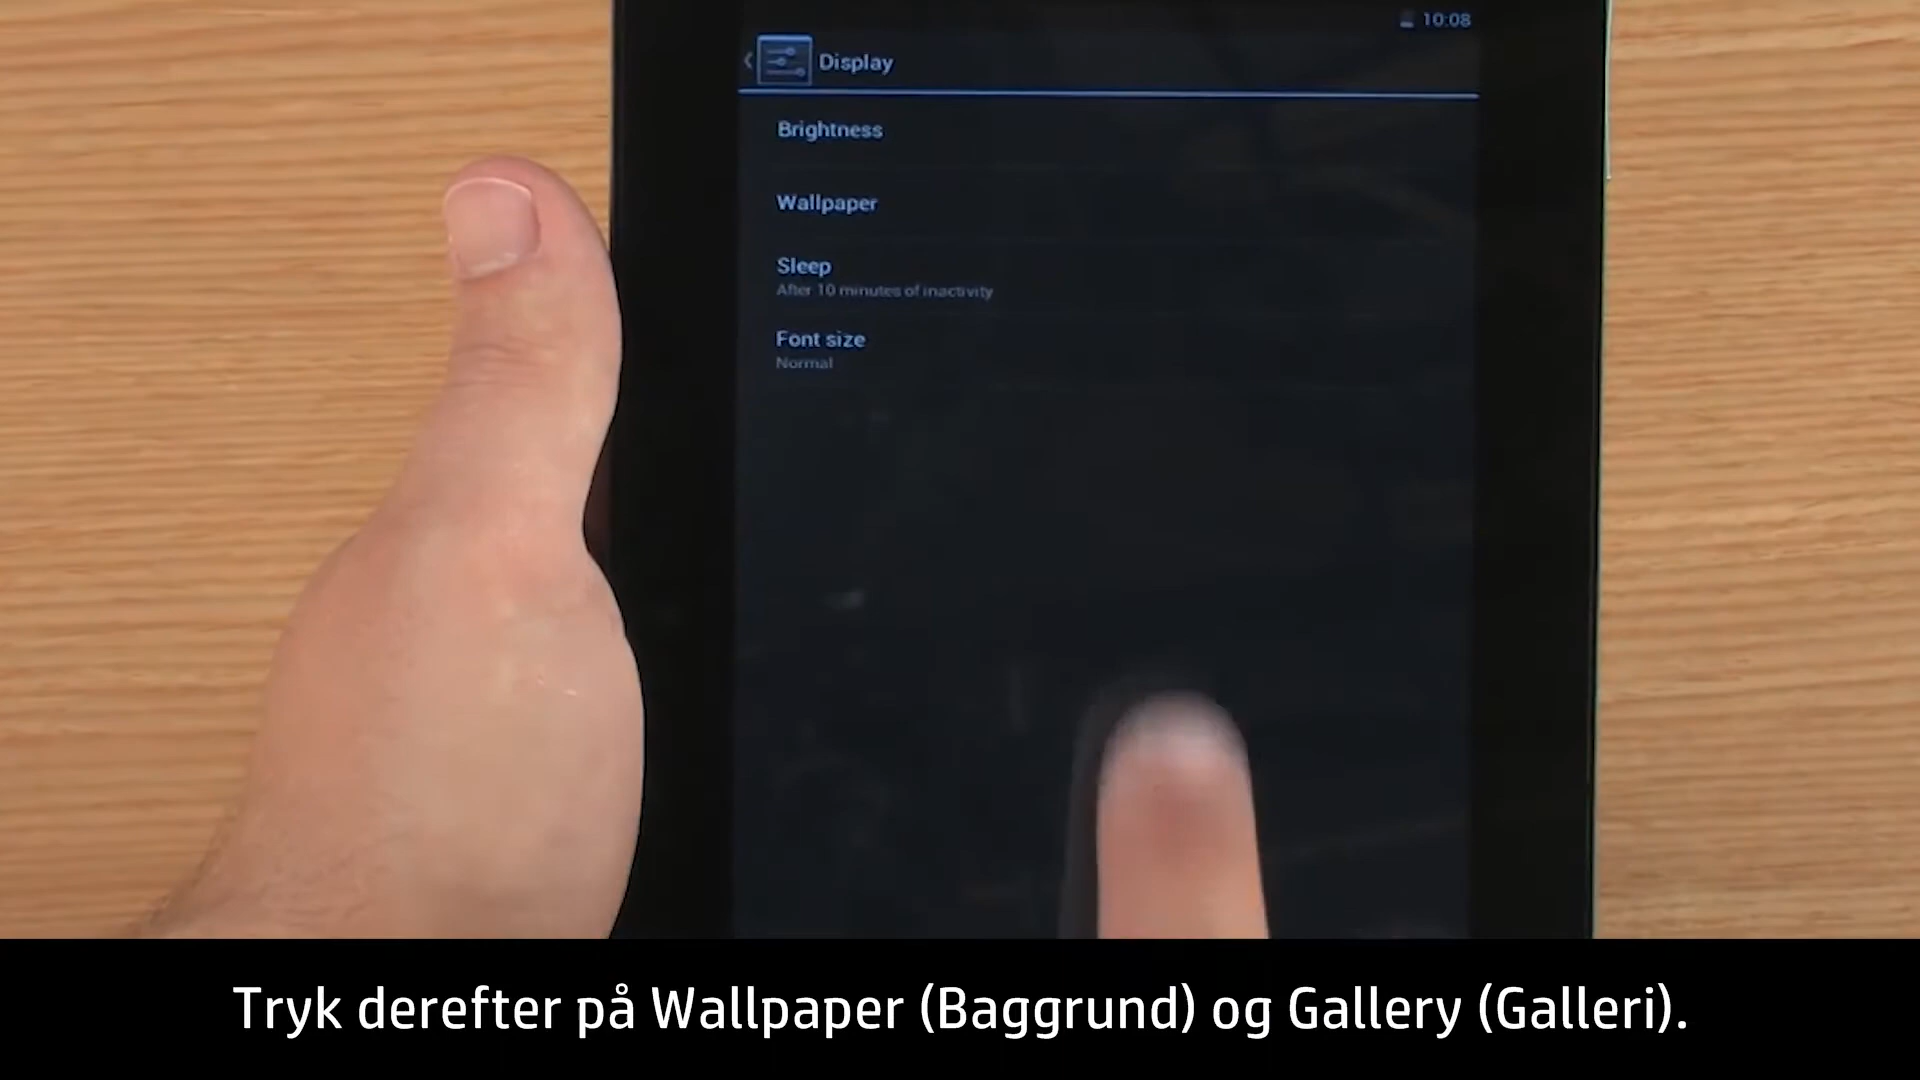 10:08
Display
Brightness
Wallpaper
Sleep
After 10 minutes of inactivity
Font size
Normal
Tryk derefter på Wallpaper (Baggrund) og Gallery (Galleri).